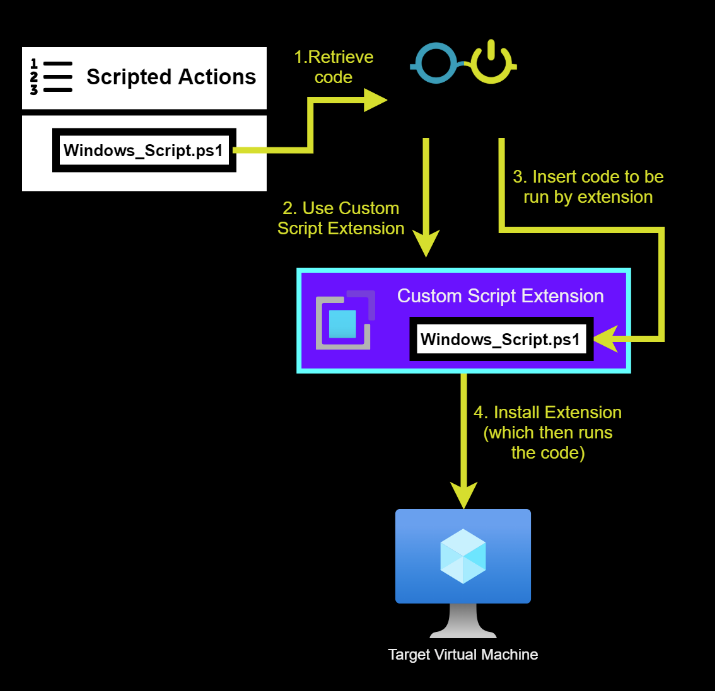 1
2
3
Scripted Actions
Windows_Script.ps1
1.Retrieve
code
2. Use Custom
Script Extension
3. Insert code to be
run by extension
Custom Script Extension
Windows_Script.ps1
4. Install Extension
(which then runs
the code)
Target Virtual Machine